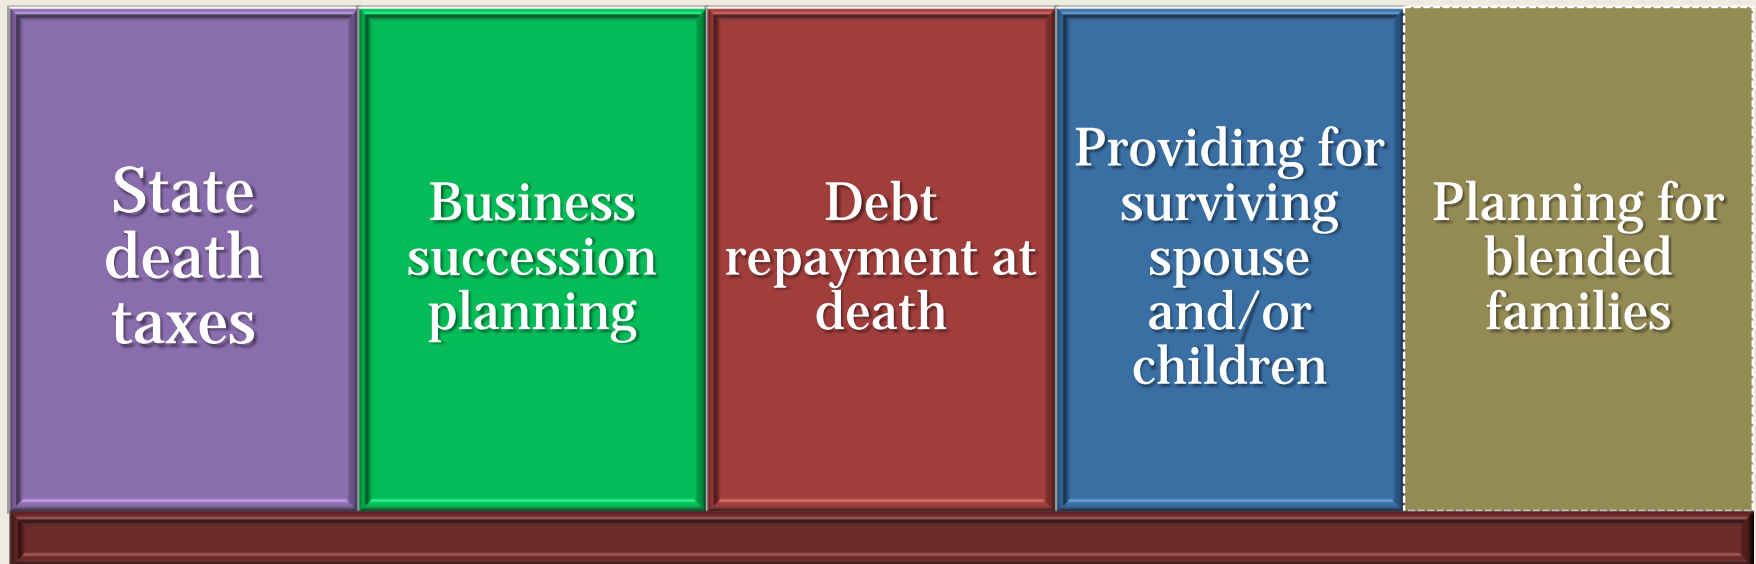 State
death
taxes
Business
succession
planning
Debt
repayment at
death
Providing for
surviving
spouse
and/or
children
Planning for
blended
families